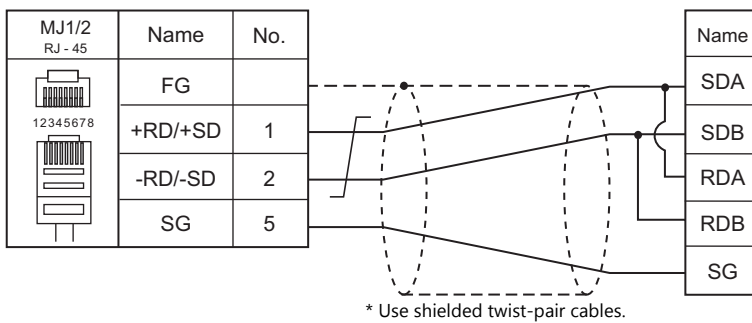 MJ1/2
RJ - 45
Name
No.
Name
FG
SDA
12345678
+RD/+SD
1
SDB
-RD/-SD
2
RDA
SG
5
RDB
SG
* Use shielded twist-pair cables.